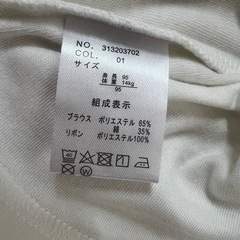 NO. 313203702
COL. 01
サイズ
身長 95
体重 14kg
95
組成表示
ブラウス ポリエステル 65%
綿 35%
リボン ポリエステル100%